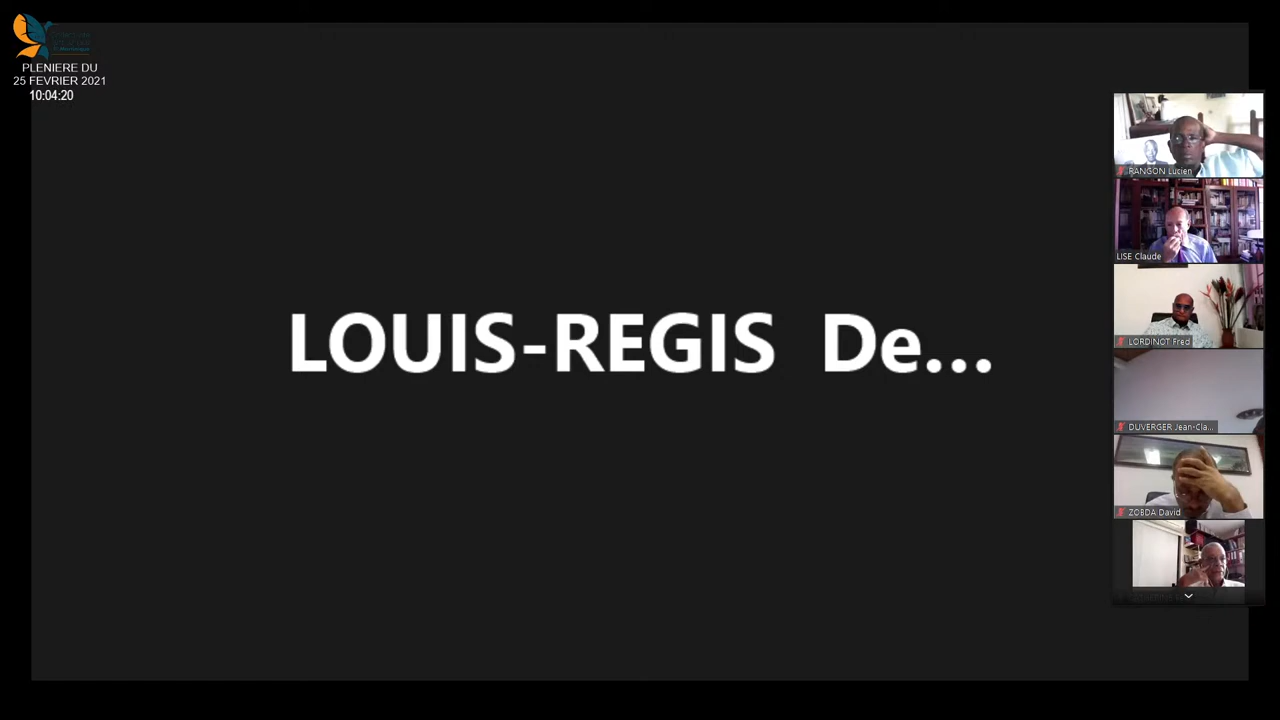 PLENIERE DU
25 FEVRIER 2021
10:04:20
LOUIS-REGIS De...
RANGON Lucien
LISE Claude
LORDINOT Fred
DUVERGER Jean-Cla...
ZOBDA David